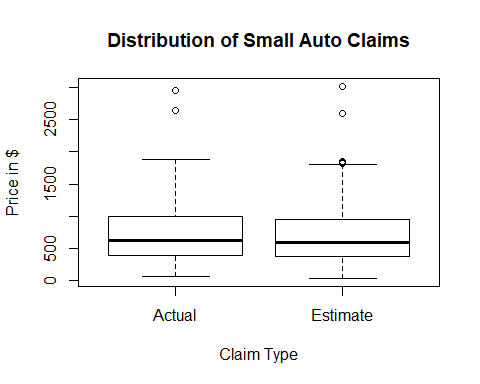 Distribution of Small Auto Claims
Price in $
2500
1500
500
0
Actual
Estimate
Claim Type